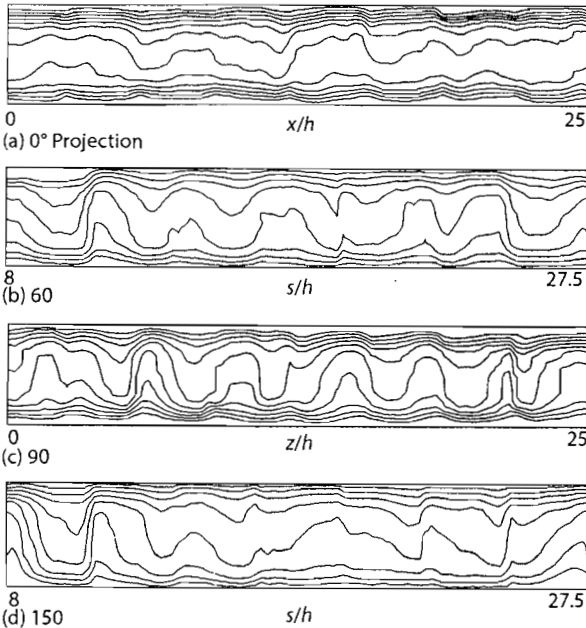 0 x/h 25
(a) 0° Projection
8 s/h 27.5
(b) 60
0 z/h 25
(c) 90
8 s/h 27.5
(d) 150